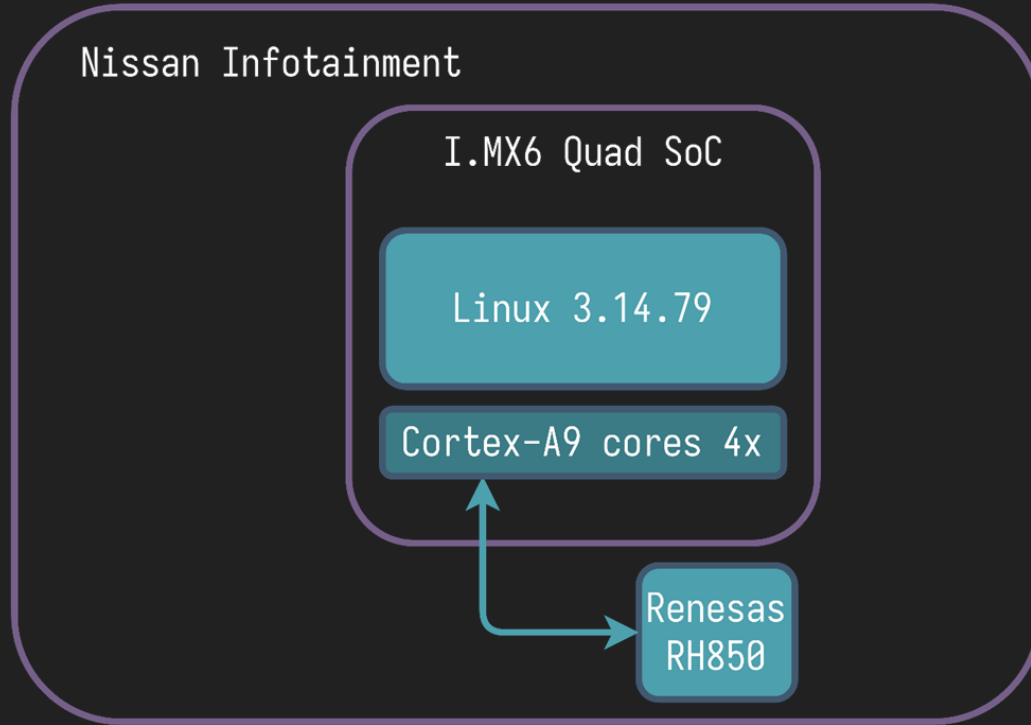 Nissan Infotainment
I.MX6 Quad SoC
Linux 3.14.79
Cortex-A9 cores 4x
Renesas
RH850